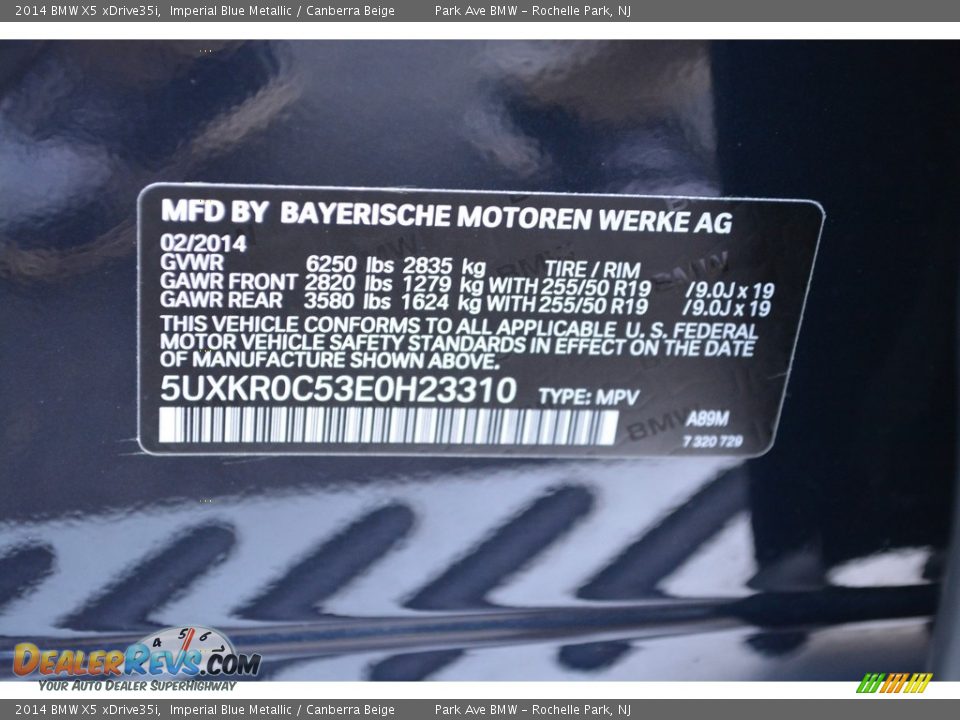 2014 BMW X5 xDrive35i, Imperial Blue Metallic / Canberra Beige Park Ave BMW - Rochelle Park, NJ
MFD BY BAYERISCHE MOTOREN WERKE AG
02/2014
GVWR 6250 lbs 2835 kg TIRE / RIM
GAWR FRONT 2820 lbs 1279 kg WITH 255/50 R19 /9.0J x 19
GAWR REAR 3580 lbs 1624 kg WITH 255/50 R19 /9.0J x 19
THIS VEHICLE CONFORMS TO ALL APPLICABLE U. S. FEDERAL
MOTOR VEHICLE SAFETY STANDARDS IN EFFECT ON THE DATE
OF MANUFACTURE SHOWN ABOVE.
5UXKR0C53E0H23310 TYPE: MPV
A89M
BMW
7 320 729
4 5 6
DEALERREVS.COM
YOUR AUTO DEALER SUPERHIGHWAY
2014 BMW X5 xDrive35i, Imperial Blue Metallic / Canberra Beige Park Ave BMW - Rochelle Park, NJ